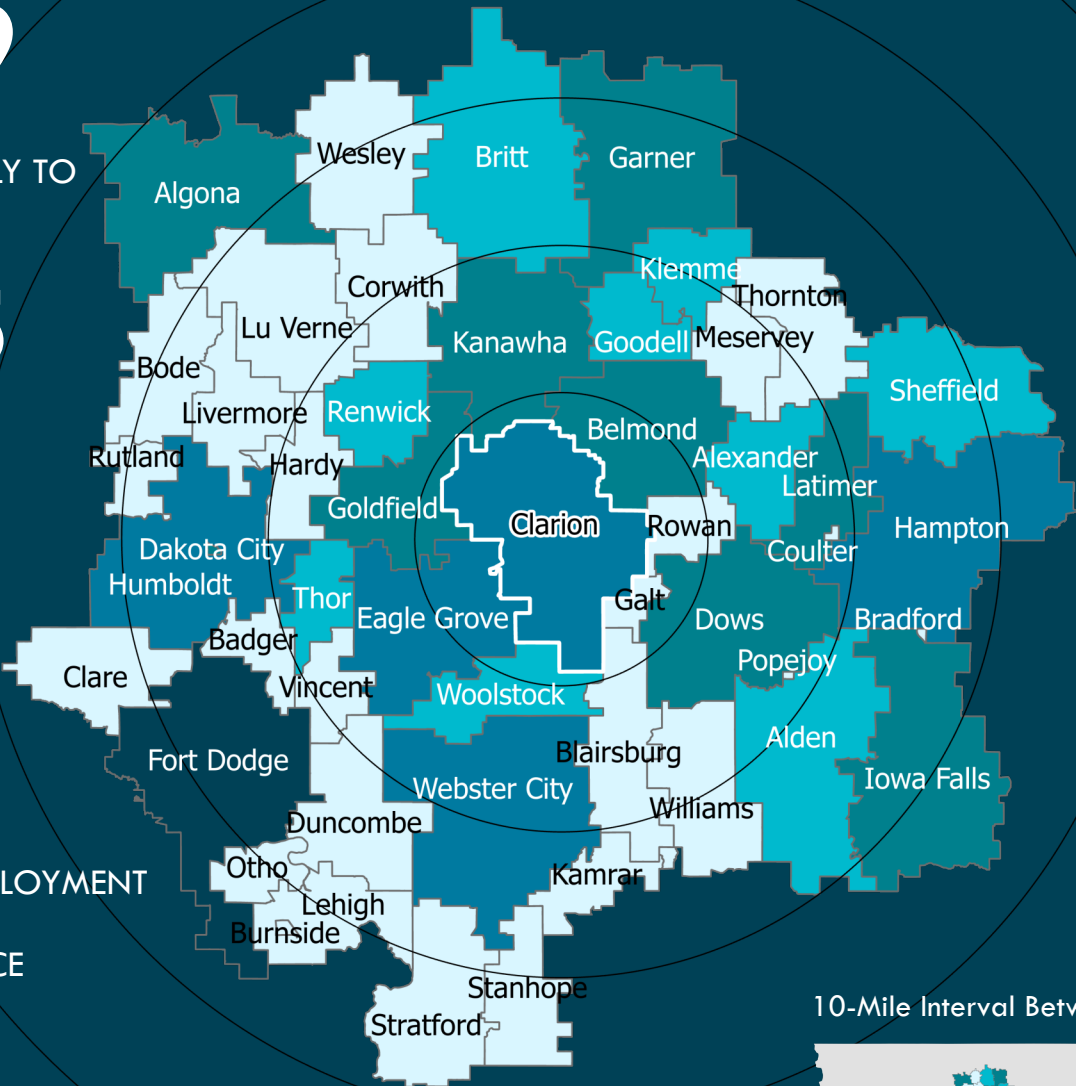 LY TO
Wesley
Britt
Garner
Algona
Klemme
Corwith
Thornton
Lu Verne
Kanawha
Goodell
Meservey
Bode
Sheffield
Livermore
Renwick
Belmond
Rutland
Hardy
Alexander
Latimer
Goldfield
Clarion
Rowan
Hampton
Dakota City
Coulter
Humboldt
Thor
Galt
Eagle Grove
Dows
Bradford
Badger
Popejoy
Clare
Vincent
Woolstock
Fort Dodge
Blairsburg
Alden
Webster City
Iowa Falls
Williams
Duncombe
Otho
Kamrar
LOYMENT
Lehigh
Burnside
CE
Stanhope
10-Mile Interval Betw
Stratford